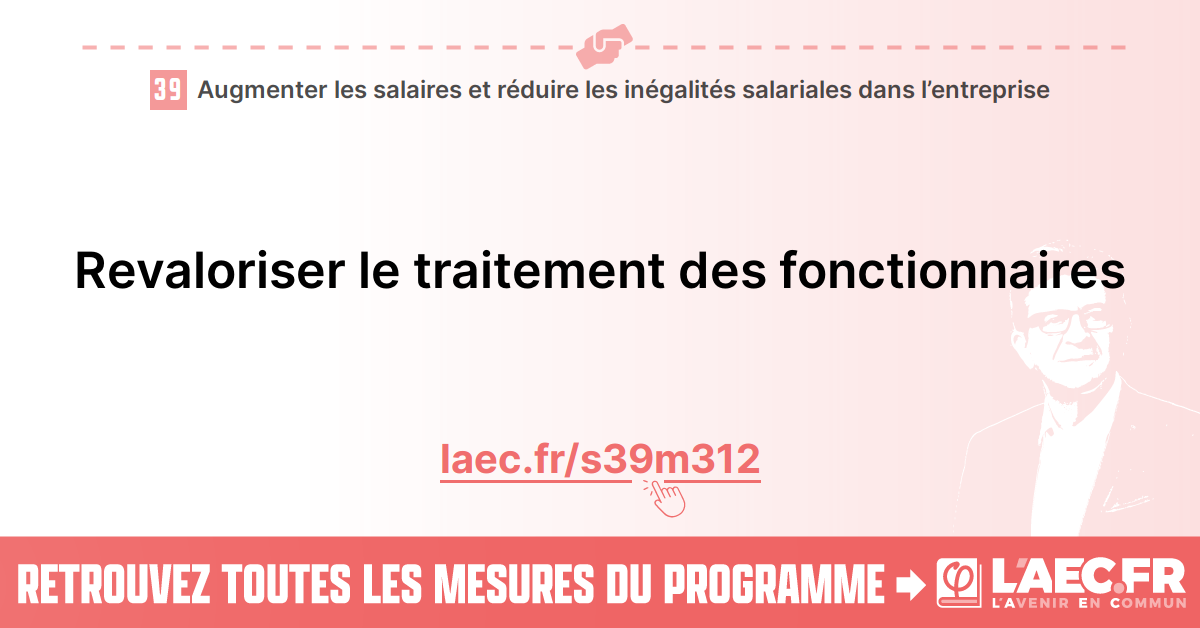 39 Augmenter les salaires et réduire les inégalités salariales dans l’entreprise
Revaloriser le traitement des fonctionnaires
laec.fr/s39m312
RETROUVEZ TOUTES LES MESURES DU PROGRAMME
φ L'AEC.FR
L'AVENIR EN COMMUN